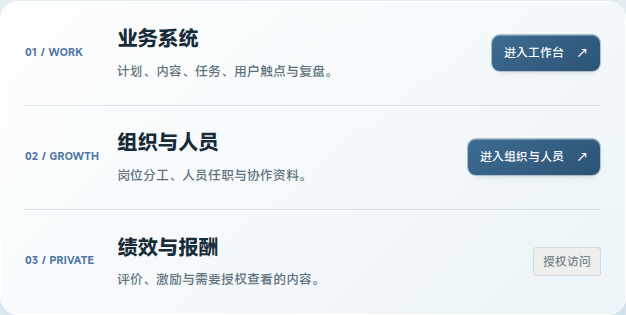 01 / WORK
业务系统
计划、内容、任务、用户触点与复盘。
进入工作台 ↗
02 / GROWTH
组织与人员
岗位分工、人员任职与协作资料。
进入组织与人员 ↗
03 / PRIVATE
绩效与报酬
评价、激励与需要授权查看的内容。
授权访问